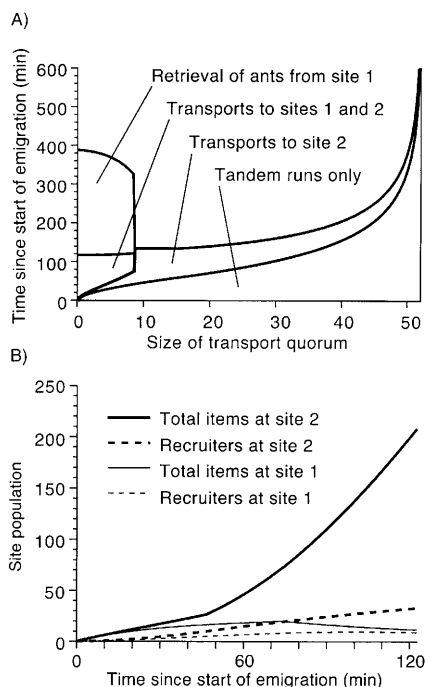 A)
Time since start of emigration (min)
600
500
400
300
200
100
0
Retrieval of ants from site 1
Transports to sites 1 and 2
Transports to site 2
Tandem runs only
0 10 20 30 40 50
Size of transport quorum
B)
Site population
250
200
150
100
50
0
Total items at site 2
Recruiters at site 2
Total items at site 1
Recruiters at site 1
0 60 120
Time since start of emigration (min)